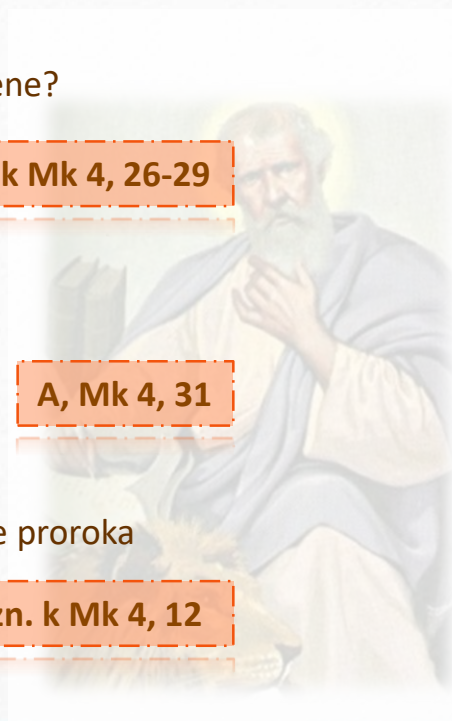 ene?
k Mk 4, 26-29
A, Mk 4, 31
e proroka
zn. k Mk 4, 12